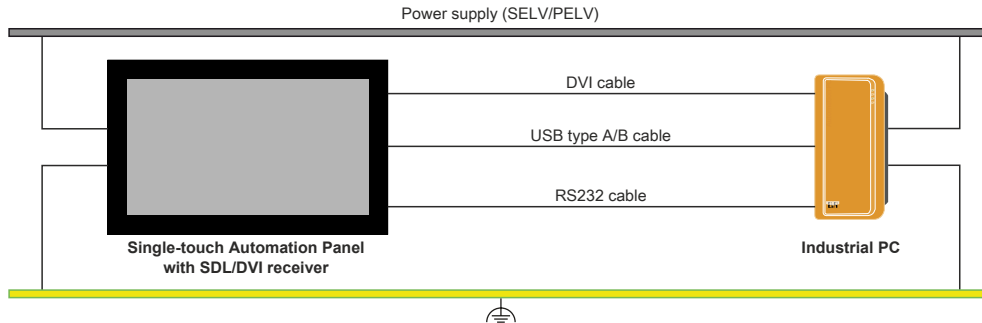 Power supply (SELV/PELV)
DVI cable
USB type A/B cable
RS232 cable
Single-touch Automation Panel
with SDL/DVI receiver
Industrial PC